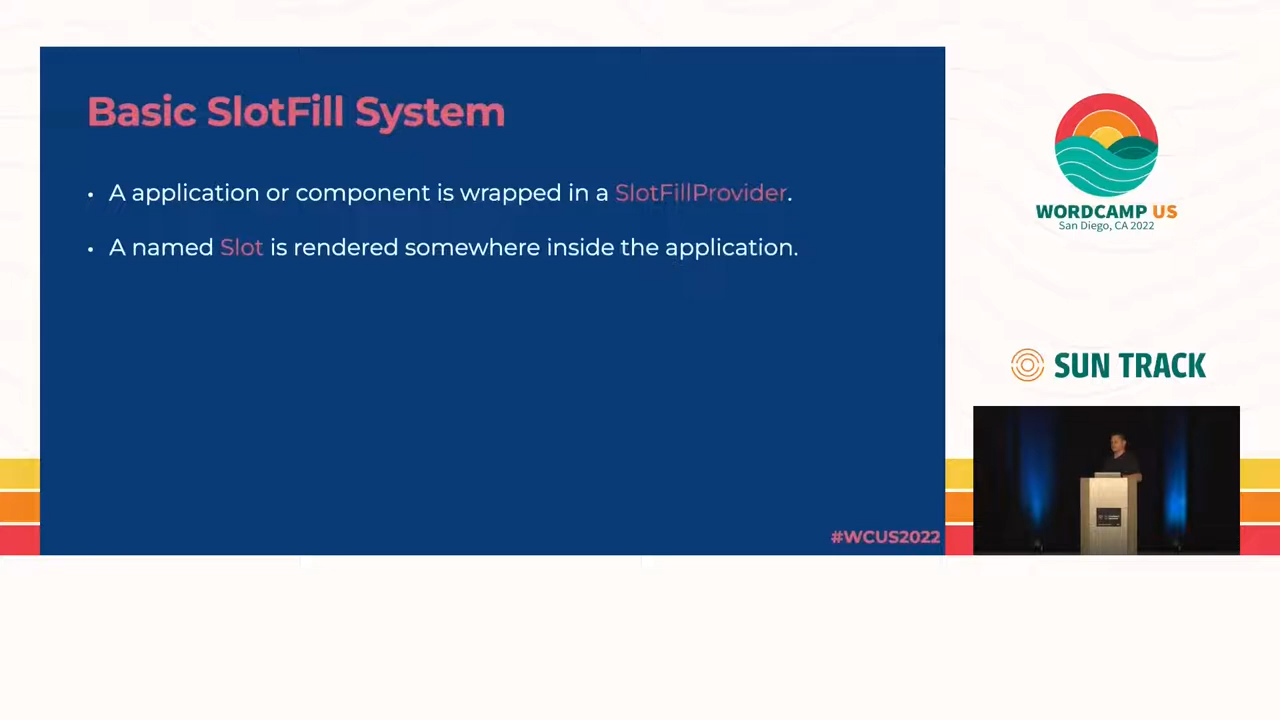 Basic SlotFill System
• A application or component is wrapped in a SlotFillProvider.
• A named Slot is rendered somewhere inside the application.
#WCUS2022
WORDCAMP US
San Diego, CA 2022
SUN TRACK